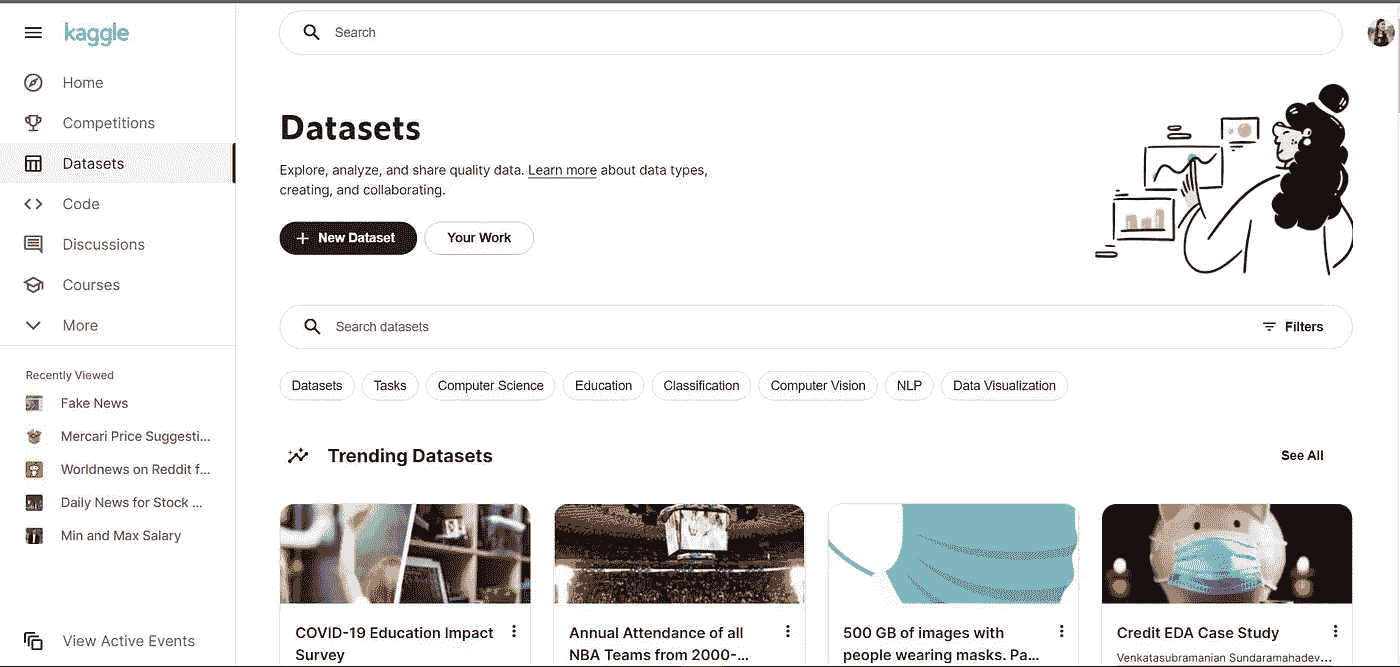 kaggle
Search
Home
Competitions
Datasets
Code
Discussions
Courses
More
Recently Viewed
Fake News
Mercari Price Suggesti...
Worldnews on Reddit f...
Daily News for Stock ...
Min and Max Salary
View Active Events
Datasets
Explore, analyze, and share quality data. Learn more about data types,
creating, and collaborating.
+ New Dataset
Your Work
Search datasets
Filters
Datasets
Tasks
Computer Science
Education
Classification
Computer Vision
NLP
Data Visualization
Trending Datasets
See All
COVID-19 Education Impact
Survey
Annual Attendance of all
NBA Teams from 2000-...
500 GB of images with
people wearing masks. Pa...
Credit EDA Case Study
Venkatasubramanian Sundaramahadev...